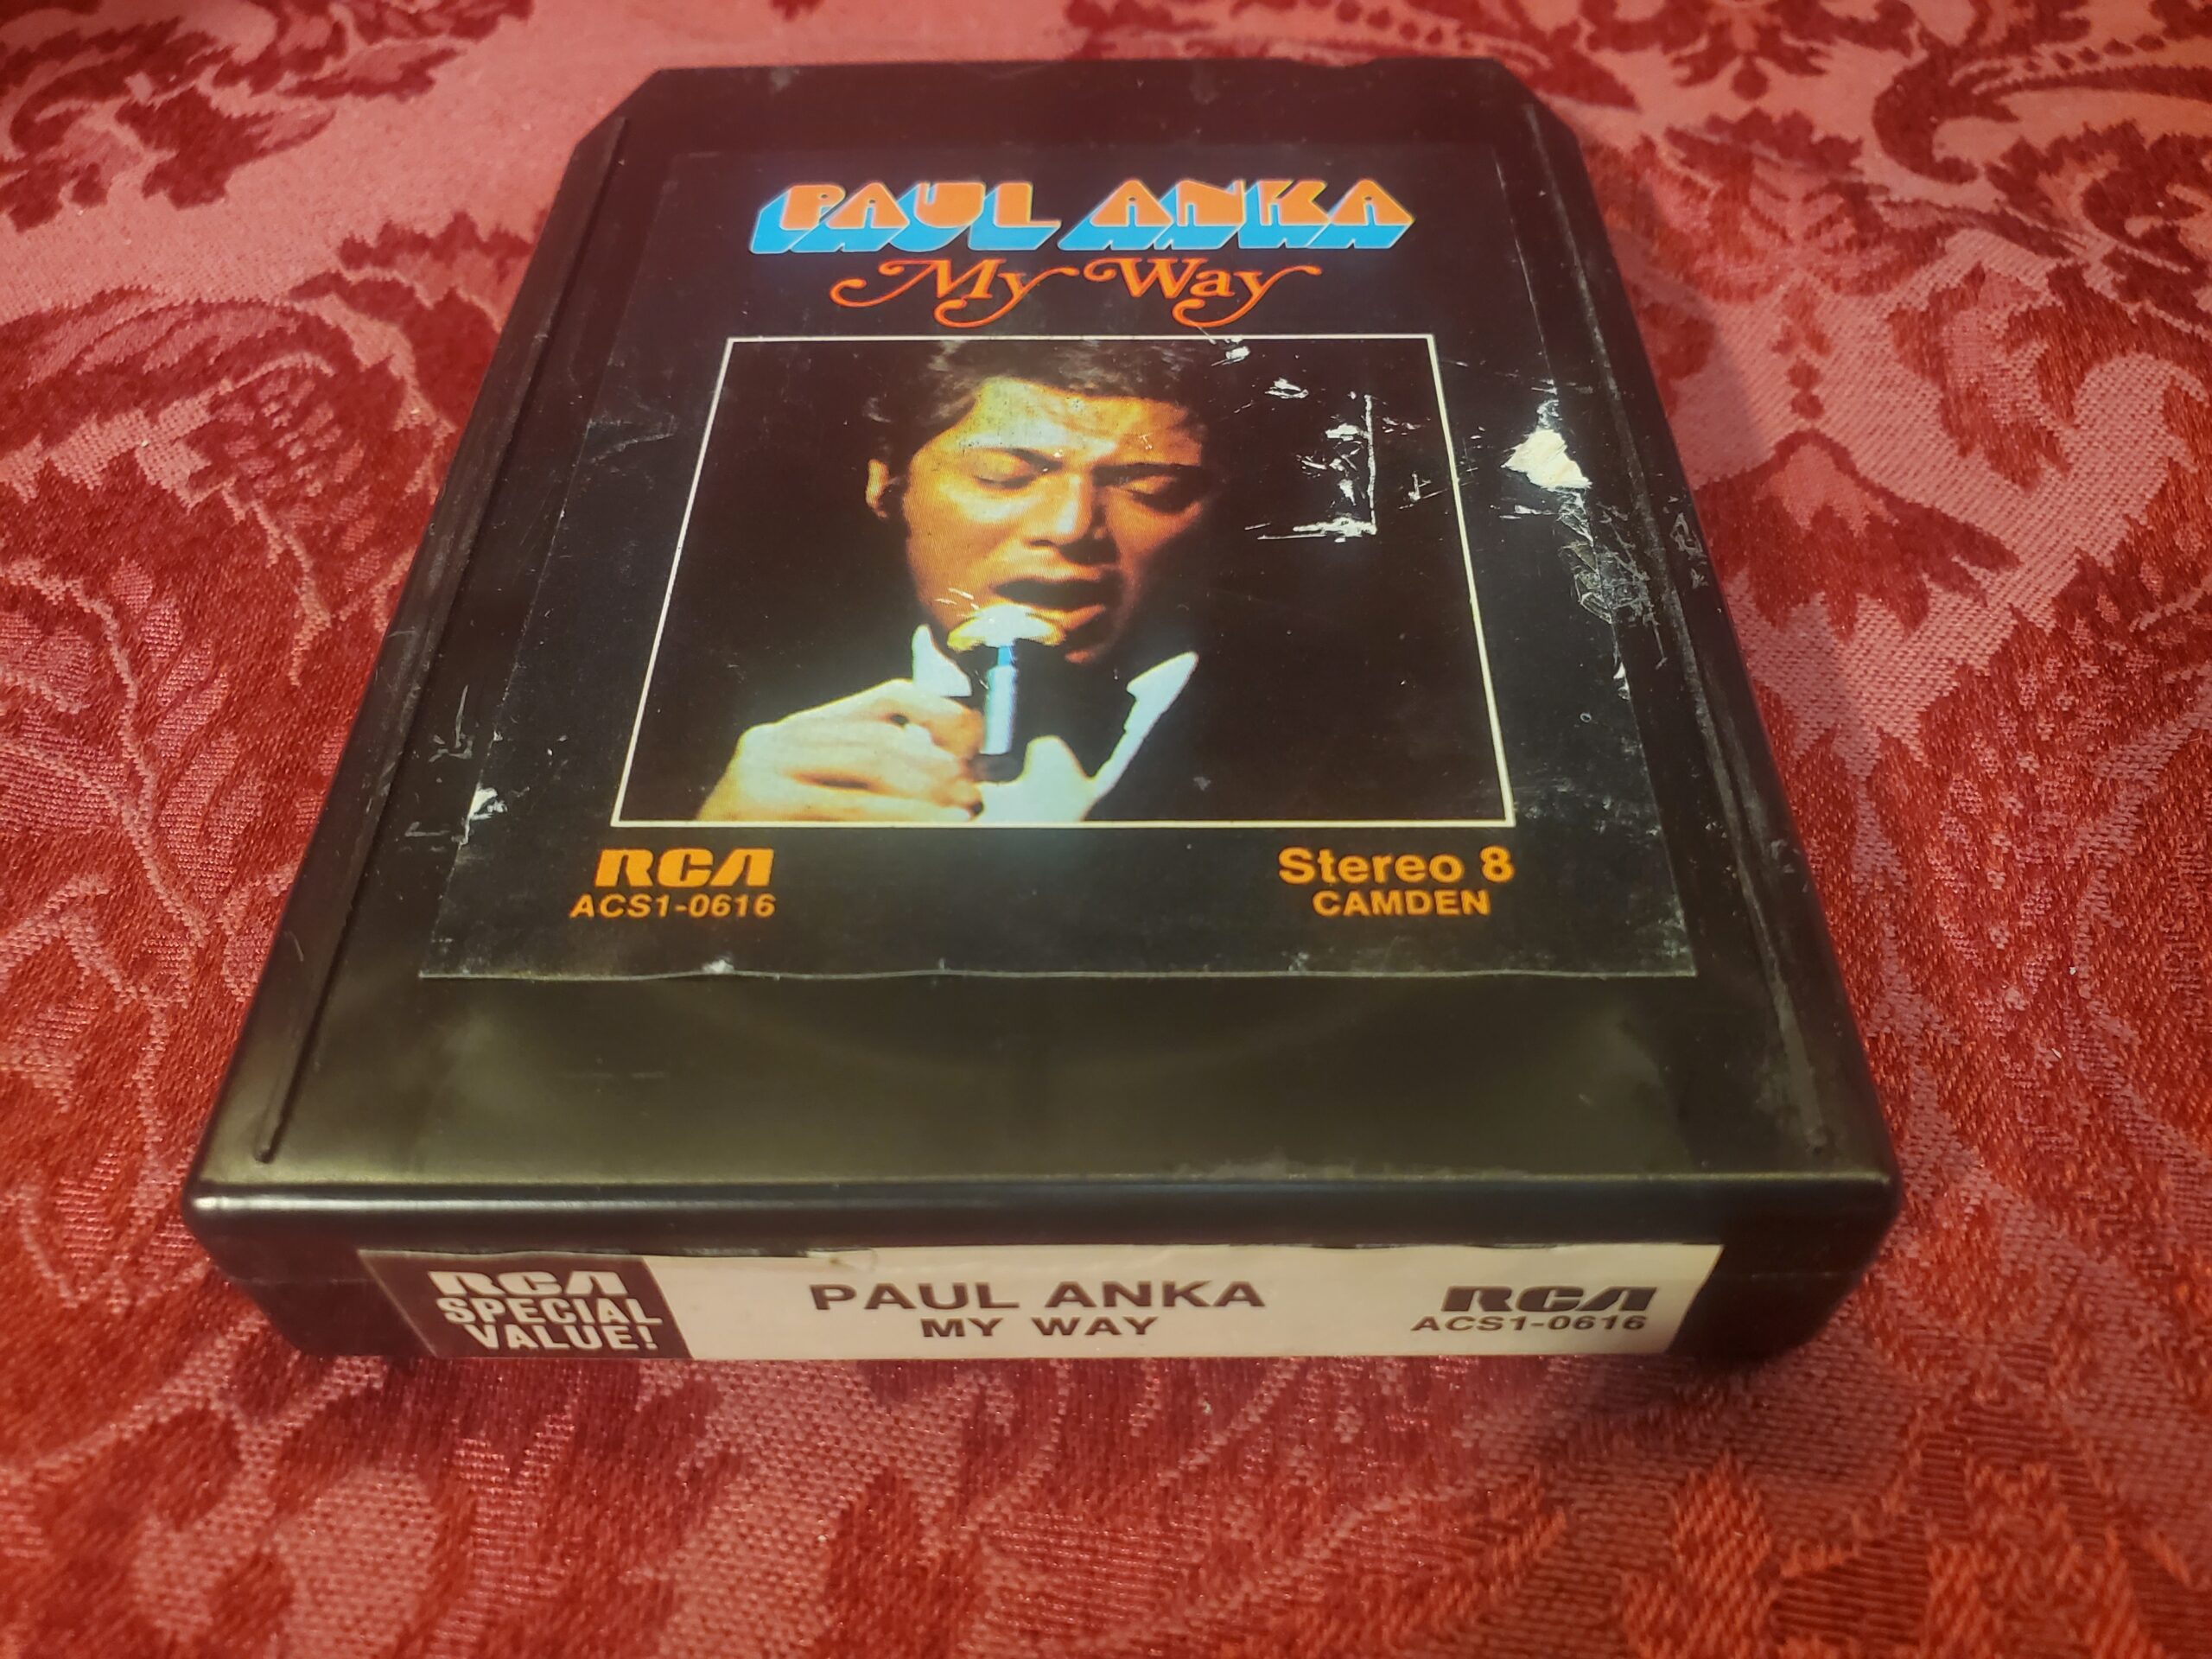 PAUL ANKA
My Way
RCA
ACS1-0616
Stereo 8
CAMDEN
RCA
SPECIAL
VALUE!
PAUL ANKA
MY WAY
RCA
ACS1-0616